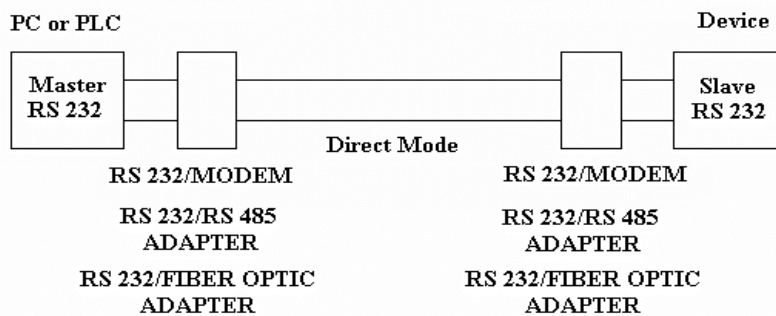 PC or PLC
Device
Master
RS 232
Slave
RS 232
Direct Mode
RS 232/MODEM
RS 232/RS 485
ADAPTER
RS 232/FIBER OPTIC
ADAPTER
RS 232/MODEM
RS 232/RS 485
ADAPTER
RS 232/FIBER OPTIC
ADAPTER